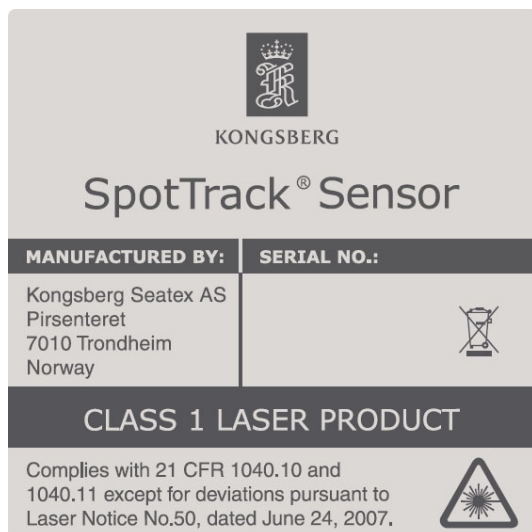 KONGSBERG
SpotTrack® Sensor
MANUFACTURED BY:
SERIAL NO.:
Kongsberg Seatex AS
Pirsenteret
7010 Trondheim
Norway
CLASS 1 LASER PRODUCT
Complies with 21 CFR 1040.10 and
1040.11 except for deviations pursuant to
Laser Notice No.50, dated June 24, 2007.